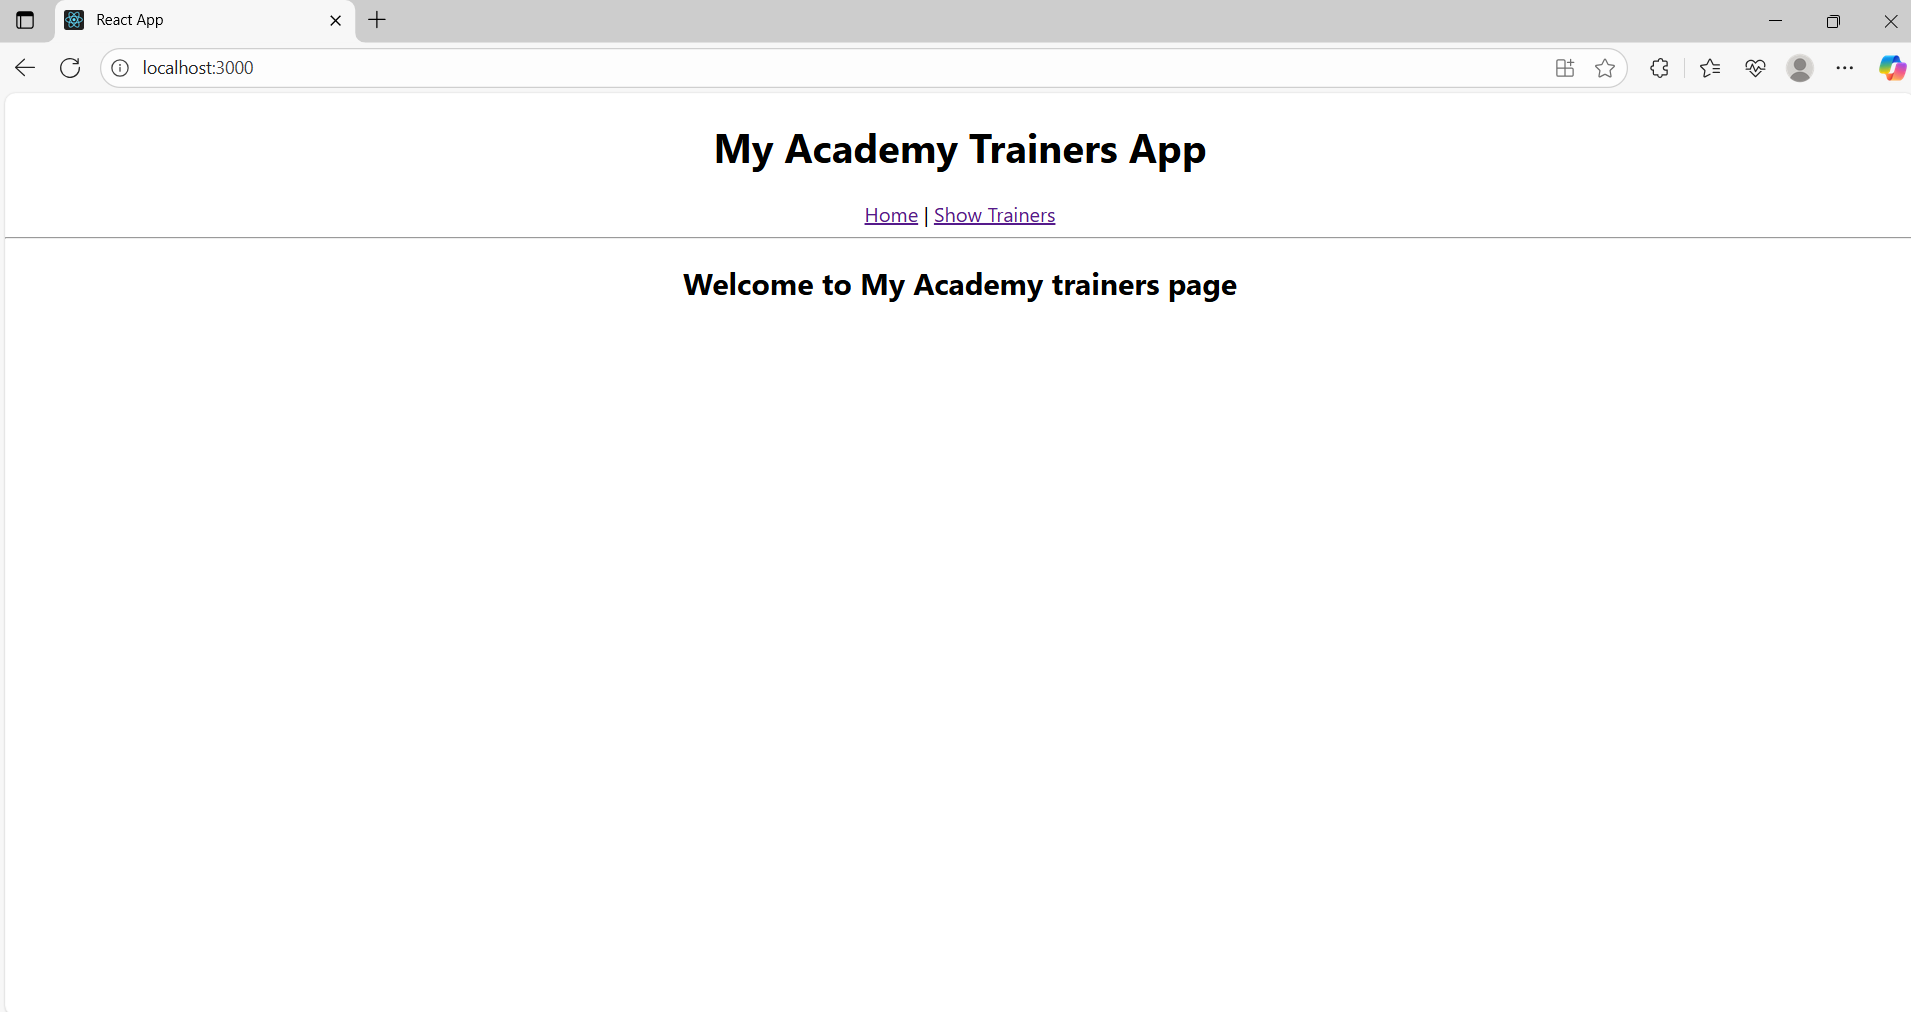 React App
localhost:3000
My Academy Trainers App
Home | Show Trainers
Welcome to My Academy trainers page